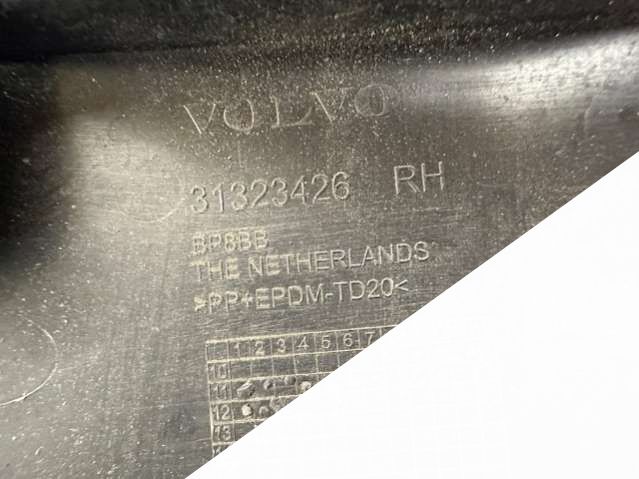 VOLVO
31323426 RH
BP8BB
THE NETHERLANDS
>PP+EPDM-TD20<
1 2 3 4 5 6 7
10
11
12
13